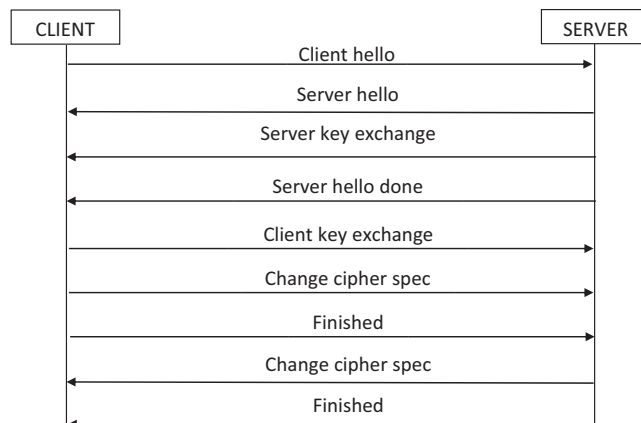 CLIENT
SERVER
Client hello
Server hello
Server key exchange
Server hello done
Client key exchange
Change cipher spec
Finished
Change cipher spec
Finished